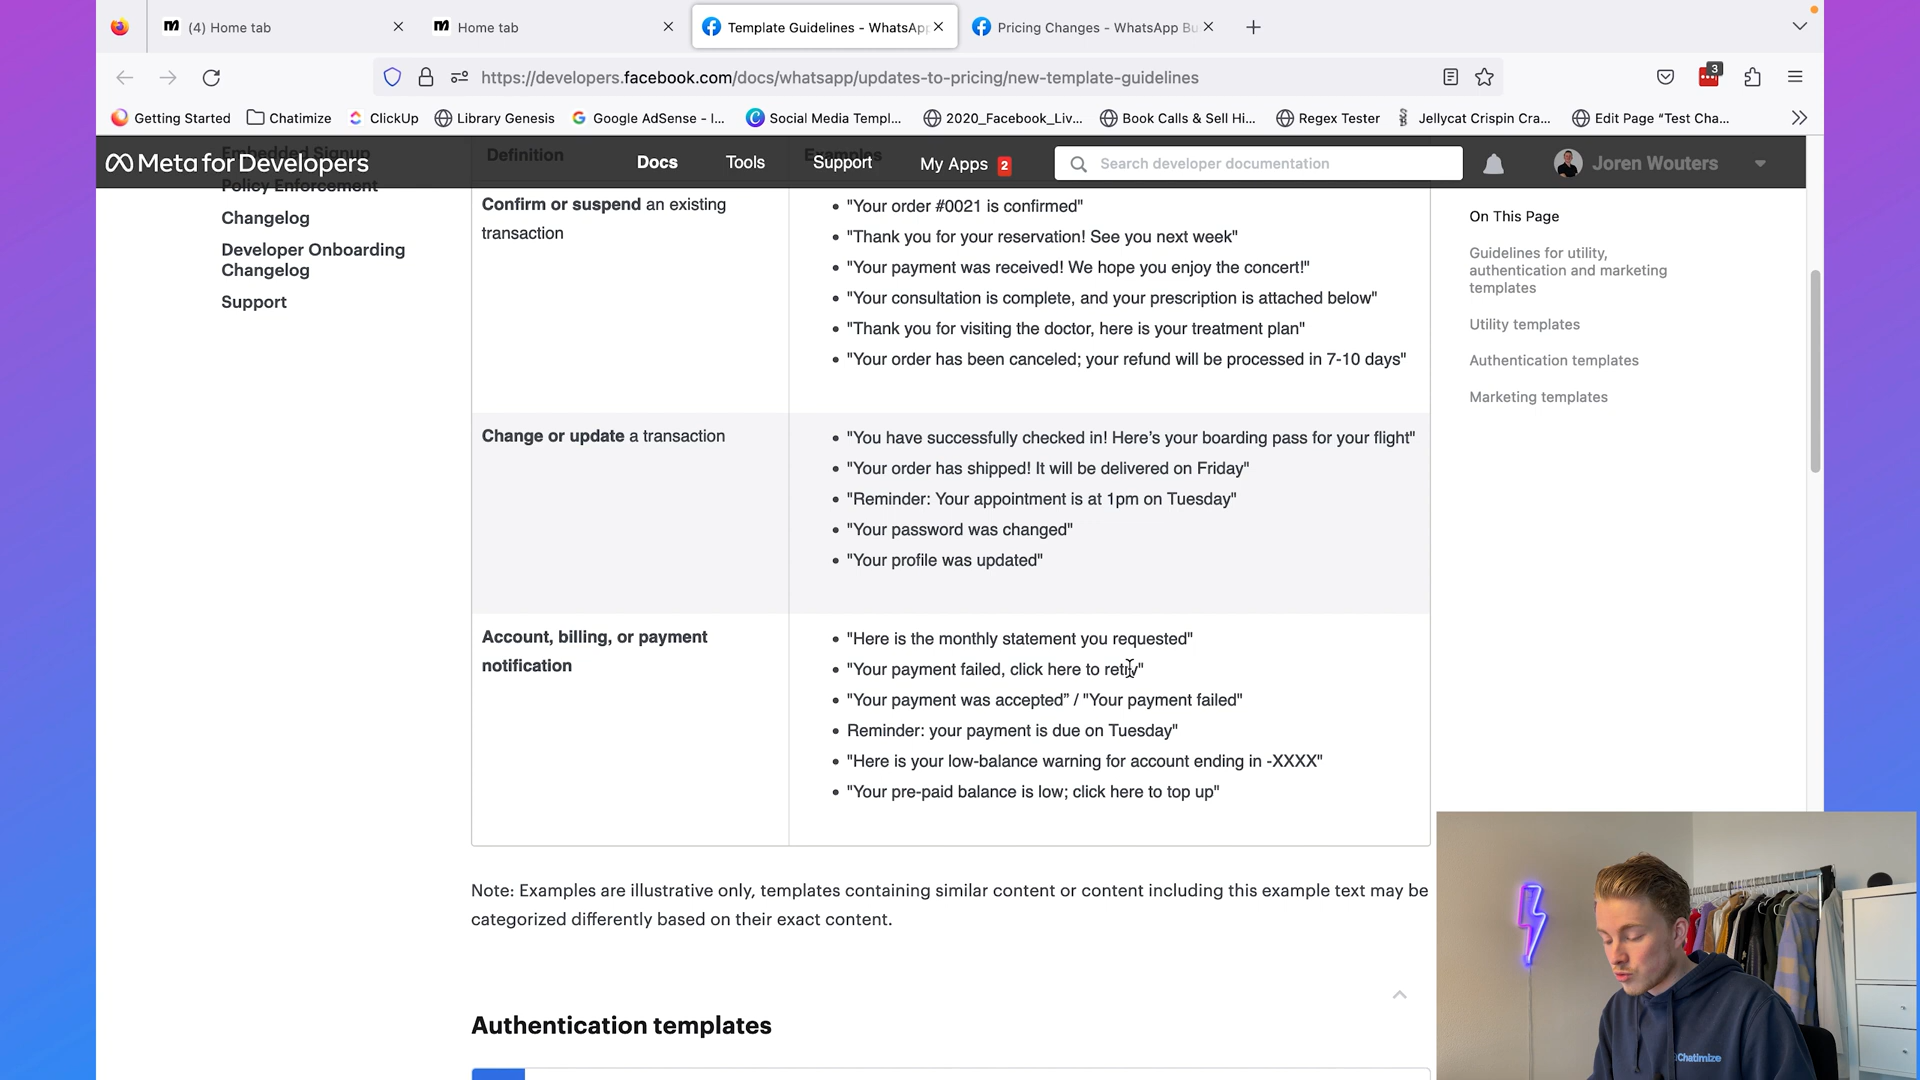 (4) Home tab
Home tab
Template Guidelines - WhatsApp
Pricing Changes - WhatsApp Bu
https://developers.facebook.com/docs/whatsapp/updates-to-pricing/new-template-guidelines
3
Getting Started
Chatimize
ClickUp
Library Genesis
Google AdSense - l...
Social Media Templ...
2020_Facebook_Liv...
Book Calls & Sell Hi...
Regex Tester
Jellycat Crispin Cra...
Edit Page “Test Cha...
Meta for Developers
Docs
Tools
Support
My Apps 2
Search developer documentation
Joren Wouters
Embedded Signup
Policy Enforcement
Changelog
Developer Onboarding
Changelog
Support
Definition
Examples
Confirm or suspend an existing
transaction
"Your order #0021 is confirmed"
"Thank you for your reservation! See you next week"
"Your payment was received! We hope you enjoy the concert!"
"Your consultation is complete, and your prescription is attached below"
"Thank you for visiting the doctor, here is your treatment plan"
"Your order has been canceled; your refund will be processed in 7-10 days"
Change or update a transaction
"You have successfully checked in! Here’s your boarding pass for your flight"
"Your order has shipped! It will be delivered on Friday"
"Reminder: Your appointment is at 1pm on Tuesday"
"Your password was changed"
"Your profile was updated"
Account, billing, or payment
notification
"Here is the monthly statement you requested"
"Your payment failed, click here to retry"
"Your payment was accepted” / "Your payment failed"
Reminder: your payment is due on Tuesday"
"Here is your low-balance warning for account ending in -XXXX"
"Your pre-paid balance is low; click here to top up"
Note: Examples are illustrative only, templates containing similar content or content including this example text may be
categorized differently based on their exact content.
Authentication templates
On This Page
Guidelines for utility,
authentication and marketing
templates
Utility templates
Authentication templates
Marketing templates
Chatimize